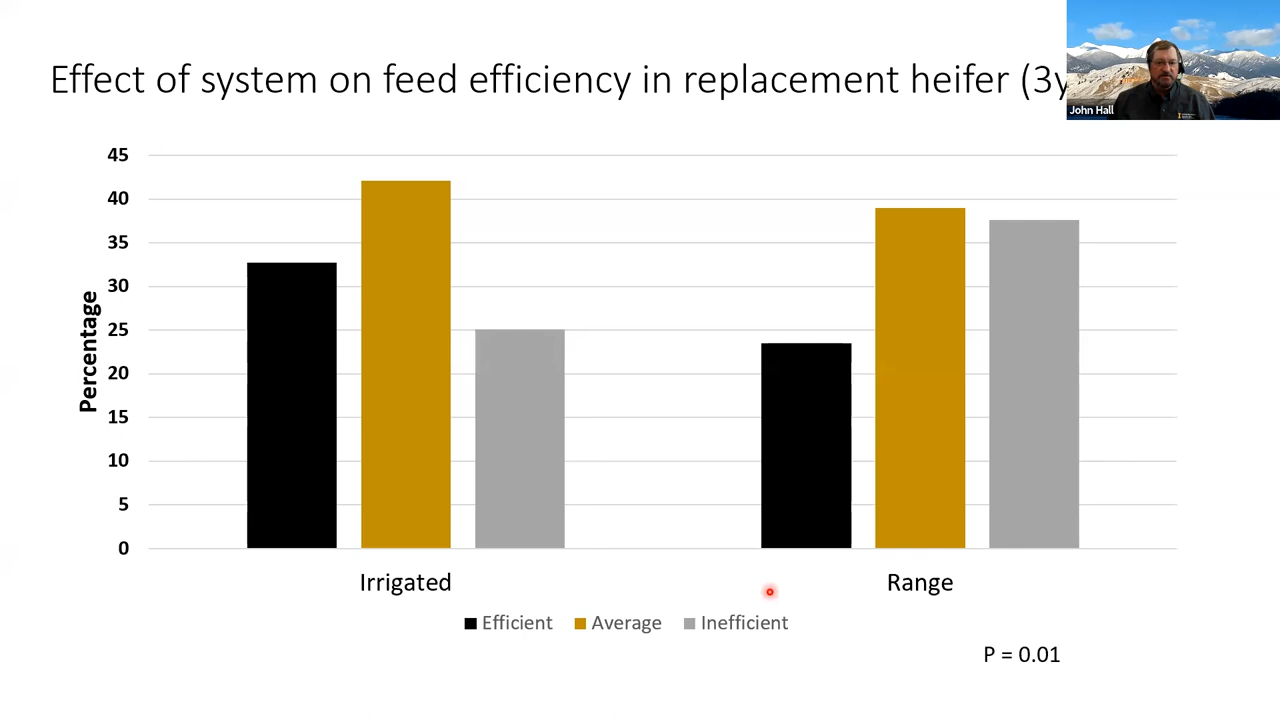 Effect of system on feed efficiency in replacement heifer (3y
John Hall
45
40
35
30
25
20
15
10
5
0
Percentage
Irrigated
Range
Efficient
Average
Inefficient
P = 0.01